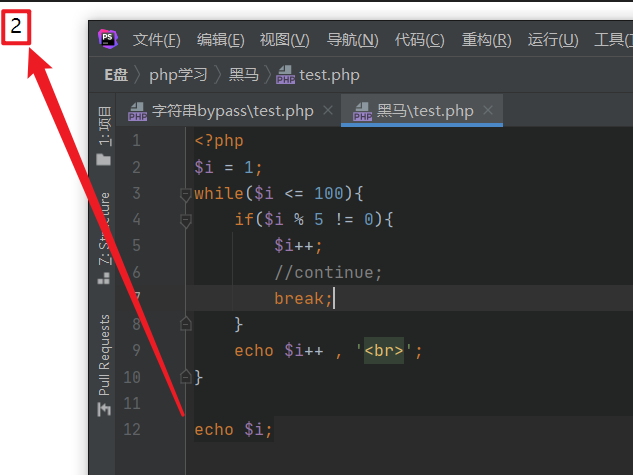 2
PS
文件(F) 编辑(E) 视图(V) 导航(N) 代码(C) 重构(R) 运行(U) 工具(T
E盘 〉 php学习 〉 黑马 〉 test.php
字符串bypass\test.php × 黑马\test.php ×
1: 项目
7: Structure
Pull Requests
1 <?php
2 $i = 1;
3 while($i <= 100){
4 if($i % 5 != 0){
5 $i++;
6 //continue;
7 break;
8 }
9 echo $i++ , '<br>';
10 }
11
12 echo $i;